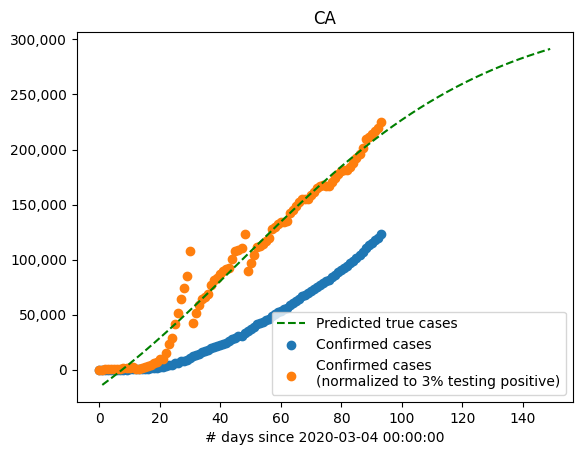 CA
300,000
250,000
200,000
150,000
100,000
50,000
0
Predicted true cases
Confirmed cases
Confirmed cases
(normalized to 3% testing positive)
0 20 40 60 80 100 120 140
# days since 2020-03-04 00:00:00